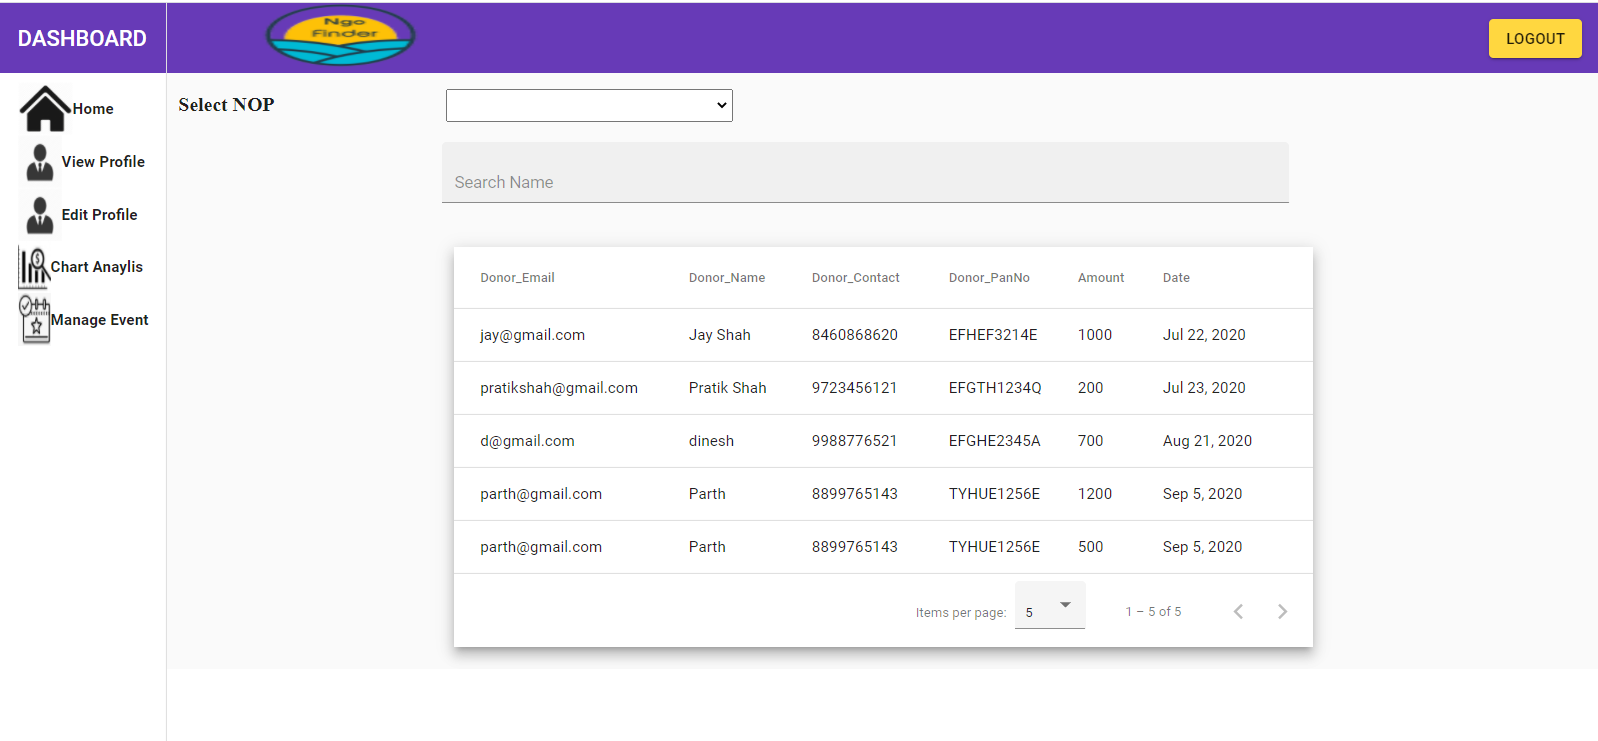 DASHBOARD
Ngo
Finder
LOGOUT
Home
View Profile
Edit Profile
Chart Anaylis
Manage Event
Select NOP
Search Name
Donor_Email Donor_Name Donor_Contact Donor_PanNo Amount Date
jay@gmail.com Jay Shah 8460868620 EFHEF3214E 1000 Jul 22, 2020
pratikshah@gmail.com Pratik Shah 9723456121 EFGTH1234Q 200 Jul 23, 2020
d@gmail.com dinesh 9988776521 EFGHE2345A 700 Aug 21, 2020
parth@gmail.com Parth 8899765143 TYHUE1256E 1200 Sep 5, 2020
parth@gmail.com Parth 8899765143 TYHUE1256E 500 Sep 5, 2020
Items per page: 5 1 – 5 of 5